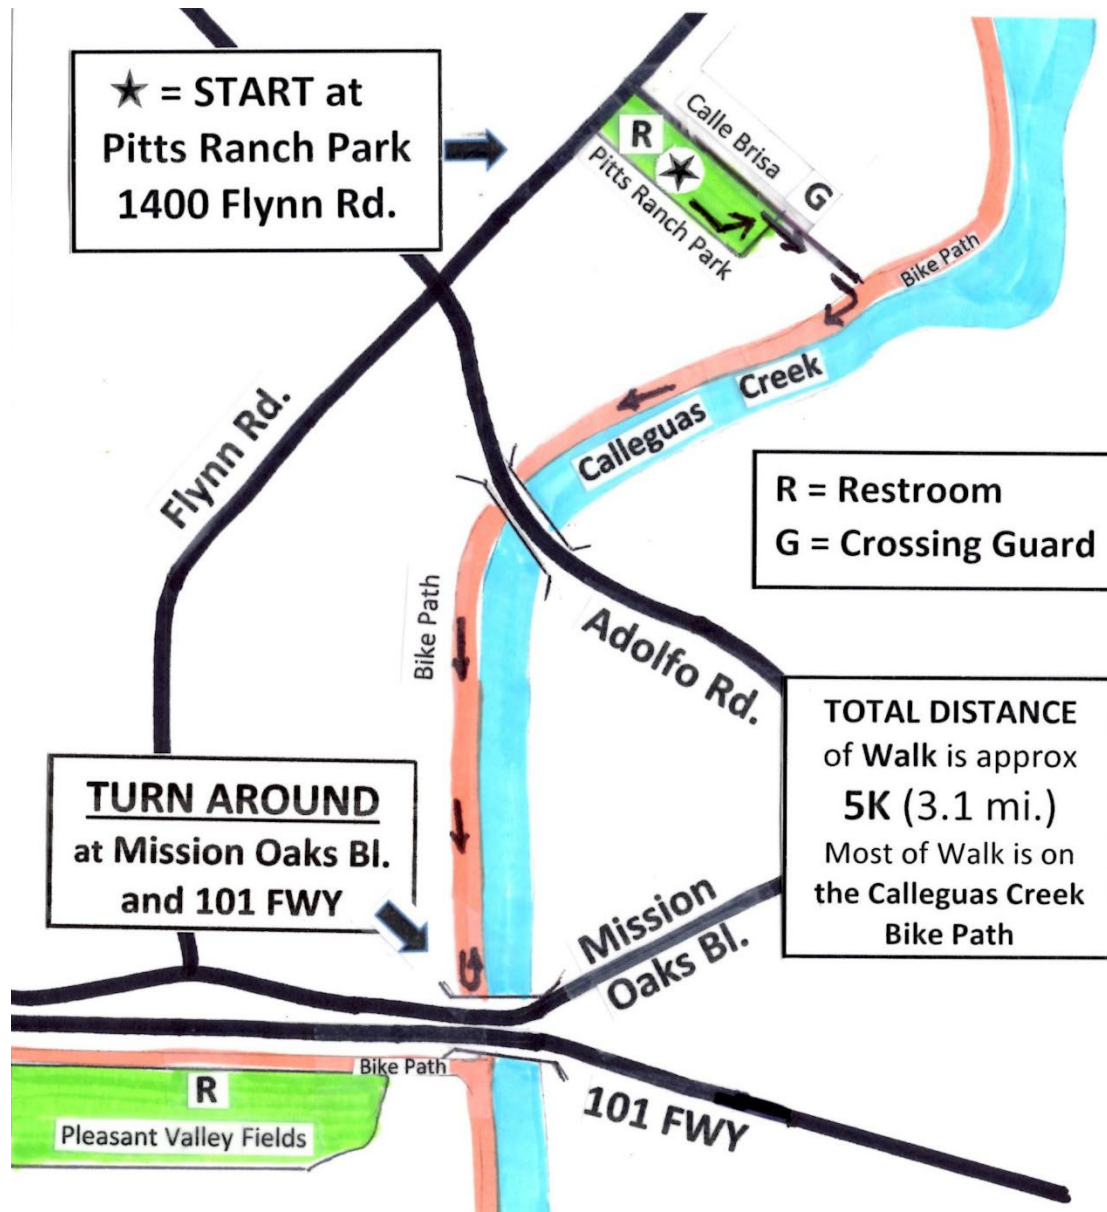 ★ = START at
Pitts Ranch Park
1400 Flynn Rd.
R
Calle Brisa
G
Pitts Ranch Park
Bike Path
Calleguas Creek
Flynn Rd.
R = Restroom
G = Crossing Guard
Bike Path
Adolfo Rd.
TOTAL DISTANCE
of Walk is approx
5K (3.1 mi.)
Most of Walk is on
the Calleguas Creek
Bike Path
TURN AROUND
at Mission Oaks Bl.
and 101 FWY
Mission
Oaks Bl.
Bike Path
R
Pleasant Valley Fields
101 FWY